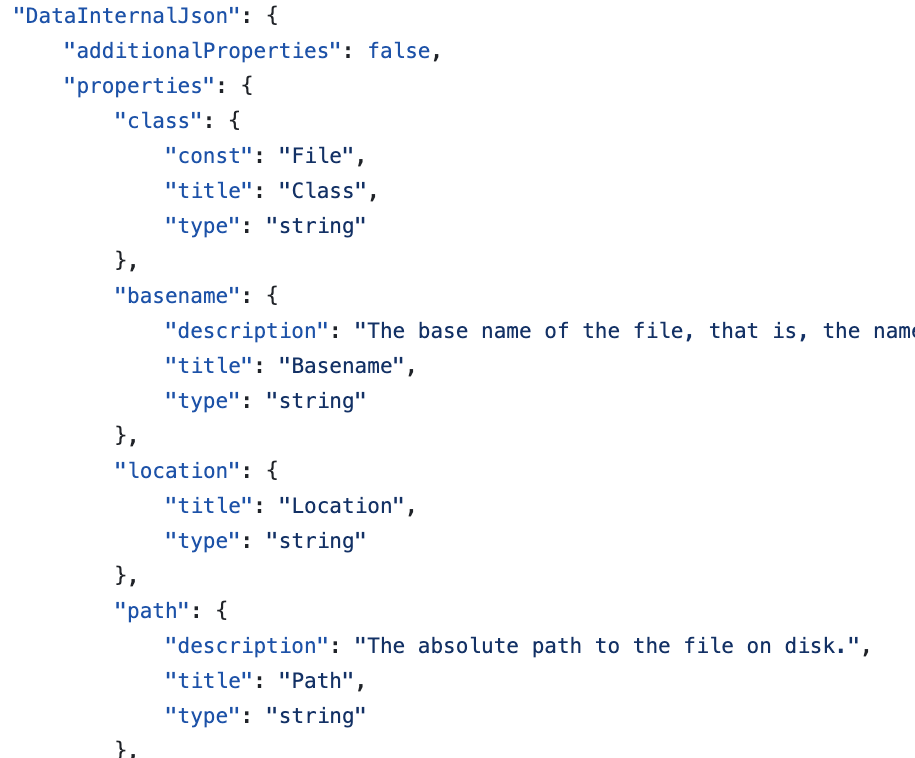 "DataInternalJson": {
    "additionalProperties": false,
    "properties": {
        "class": {
            "const": "File",
            "title": "Class",
            "type": "string"
        },
        "basename": {
            "description": "The base name of the file, that is, the name
            "title": "Basename",
            "type": "string"
        },
        "location": {
            "title": "Location",
            "type": "string"
        },
        "path": {
            "description": "The absolute path to the file on disk.",
            "title": "Path",
            "type": "string"
        },